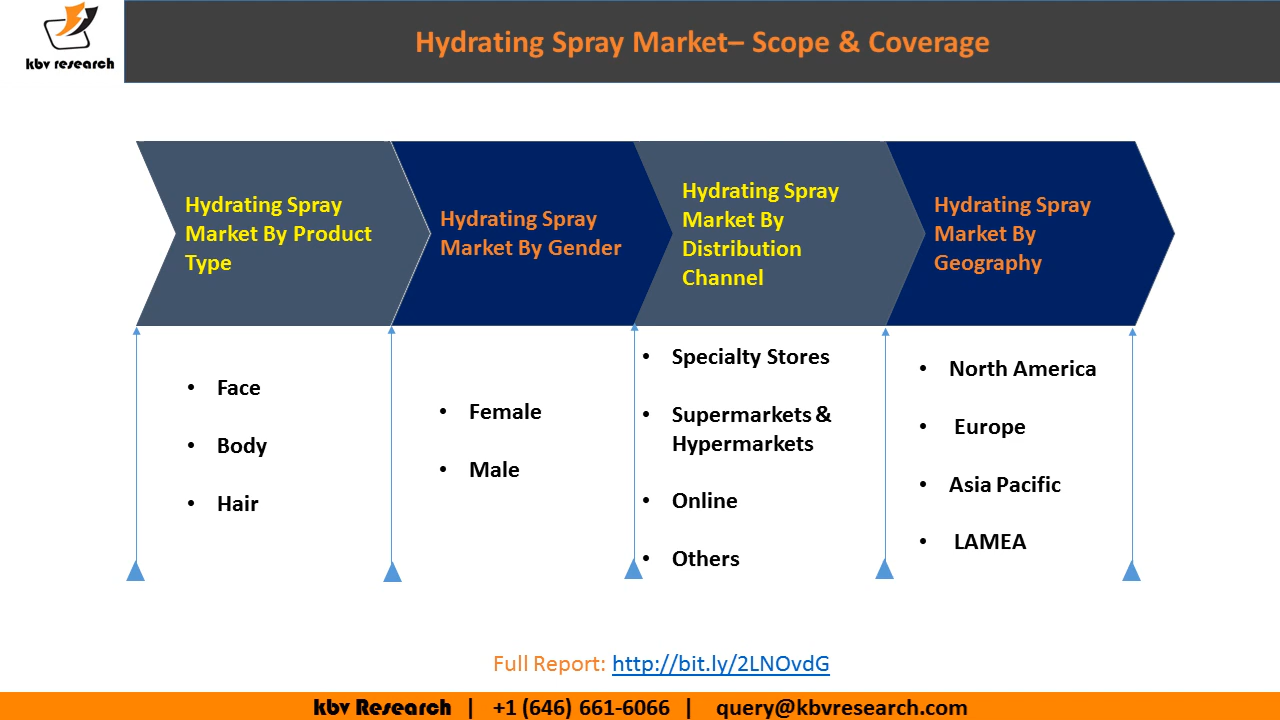 kbv research
Hydrating Spray Market– Scope & Coverage
Hydrating Spray
Market By Product
Type
• Face
• Body
• Hair
Hydrating Spray
Market By Gender
• Female
• Male
Hydrating Spray
Market By
Distribution
Channel
• Specialty Stores
• Supermarkets &
Hypermarkets
• Online
• Others
Hydrating Spray
Market By
Geography
• North America
• Europe
• Asia Pacific
• LAMEA
Full Report: http://bit.ly/2LNOvdG
kbv Research | +1 (646) 661-6066 | query@kbvresearch.com